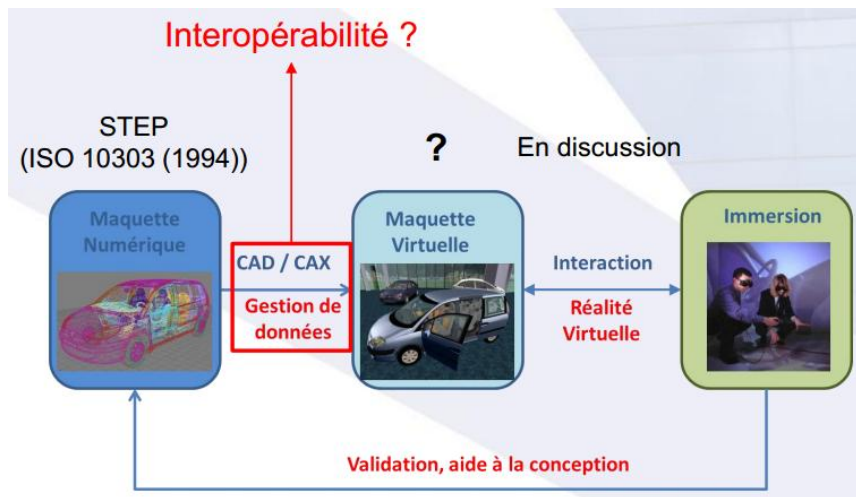 Interopérabilité ?
STEP
(ISO 10303 (1994))
?
En discussion
Maquette
Numérique
CAD / CAX
Gestion de
données
Maquette
Virtuelle
Interaction
Réalité
Virtuelle
Immersion
Validation, aide à la conception